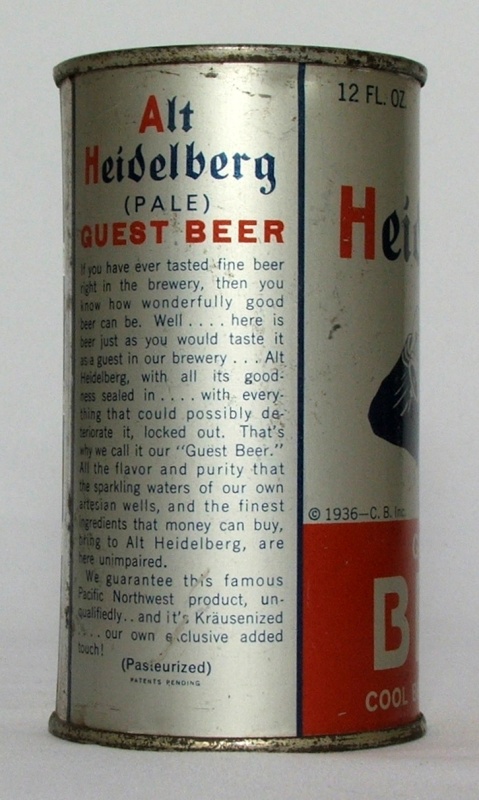 Alt
Heidelberg
(PALE)
GUEST BEER
If you have ever tasted fine beer
right in the brewery, then you
know how wonderfully good
beer can be. Well .... here is
beer just as you would taste it
as a guest in our brewery ... Alt
Heidelberg, with all its good-
ness sealed in .... with every-
thing that could possibly de-
teriorate it, locked out. That's
why we call it our "Guest Beer."
All the flavor and purity that
the sparkling waters of our own
artesian wells, and the finest
ingredients that money can buy,
bring to Alt Heidelberg, are
here unimpaired.
We guarantee this famous
Pacific Northwest product, un-
qualifiedly.. and it's Kräusenized
.... our own exclusive added
touch!
(Pasteurized)
PATENTS PENDING
12 FL. OZ.
Hei
© 1936—C. B. Inc.
B
COOL